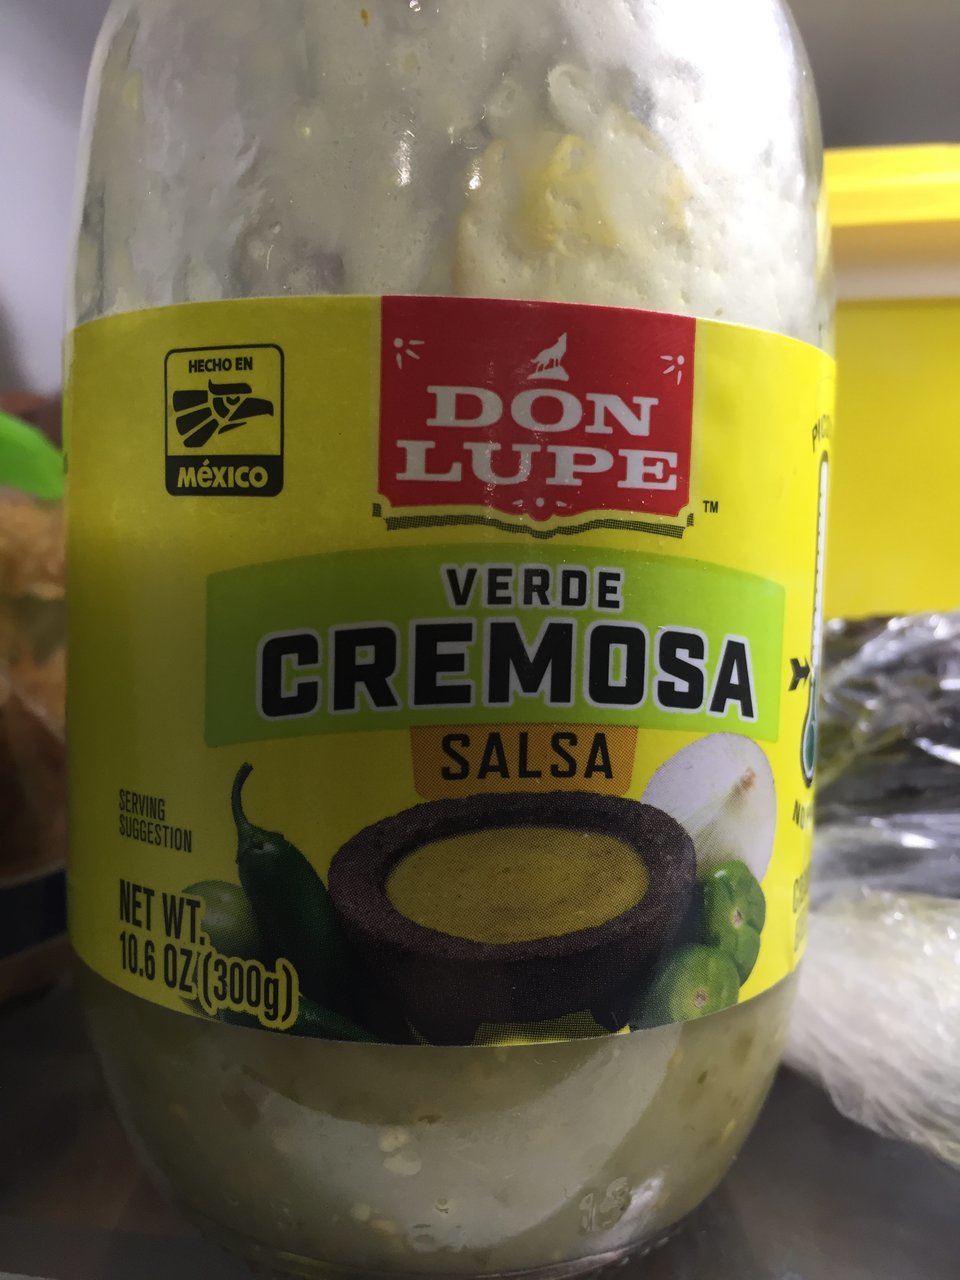 HECHO EN
MéXICO
DON
LUPE
TM
VERDE
CREMOSA
SALSA
SERVING
SUGGESTION
NET WT.
10.6 OZ (300g)